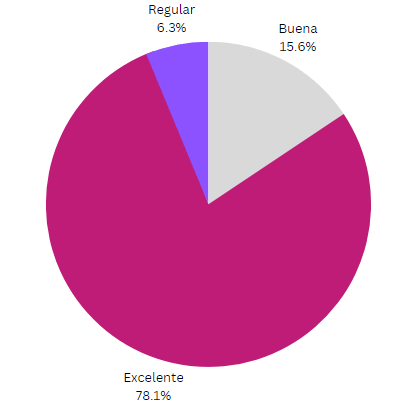 Regular
6.3%
Buena
15.6%
Excelente
78.1%